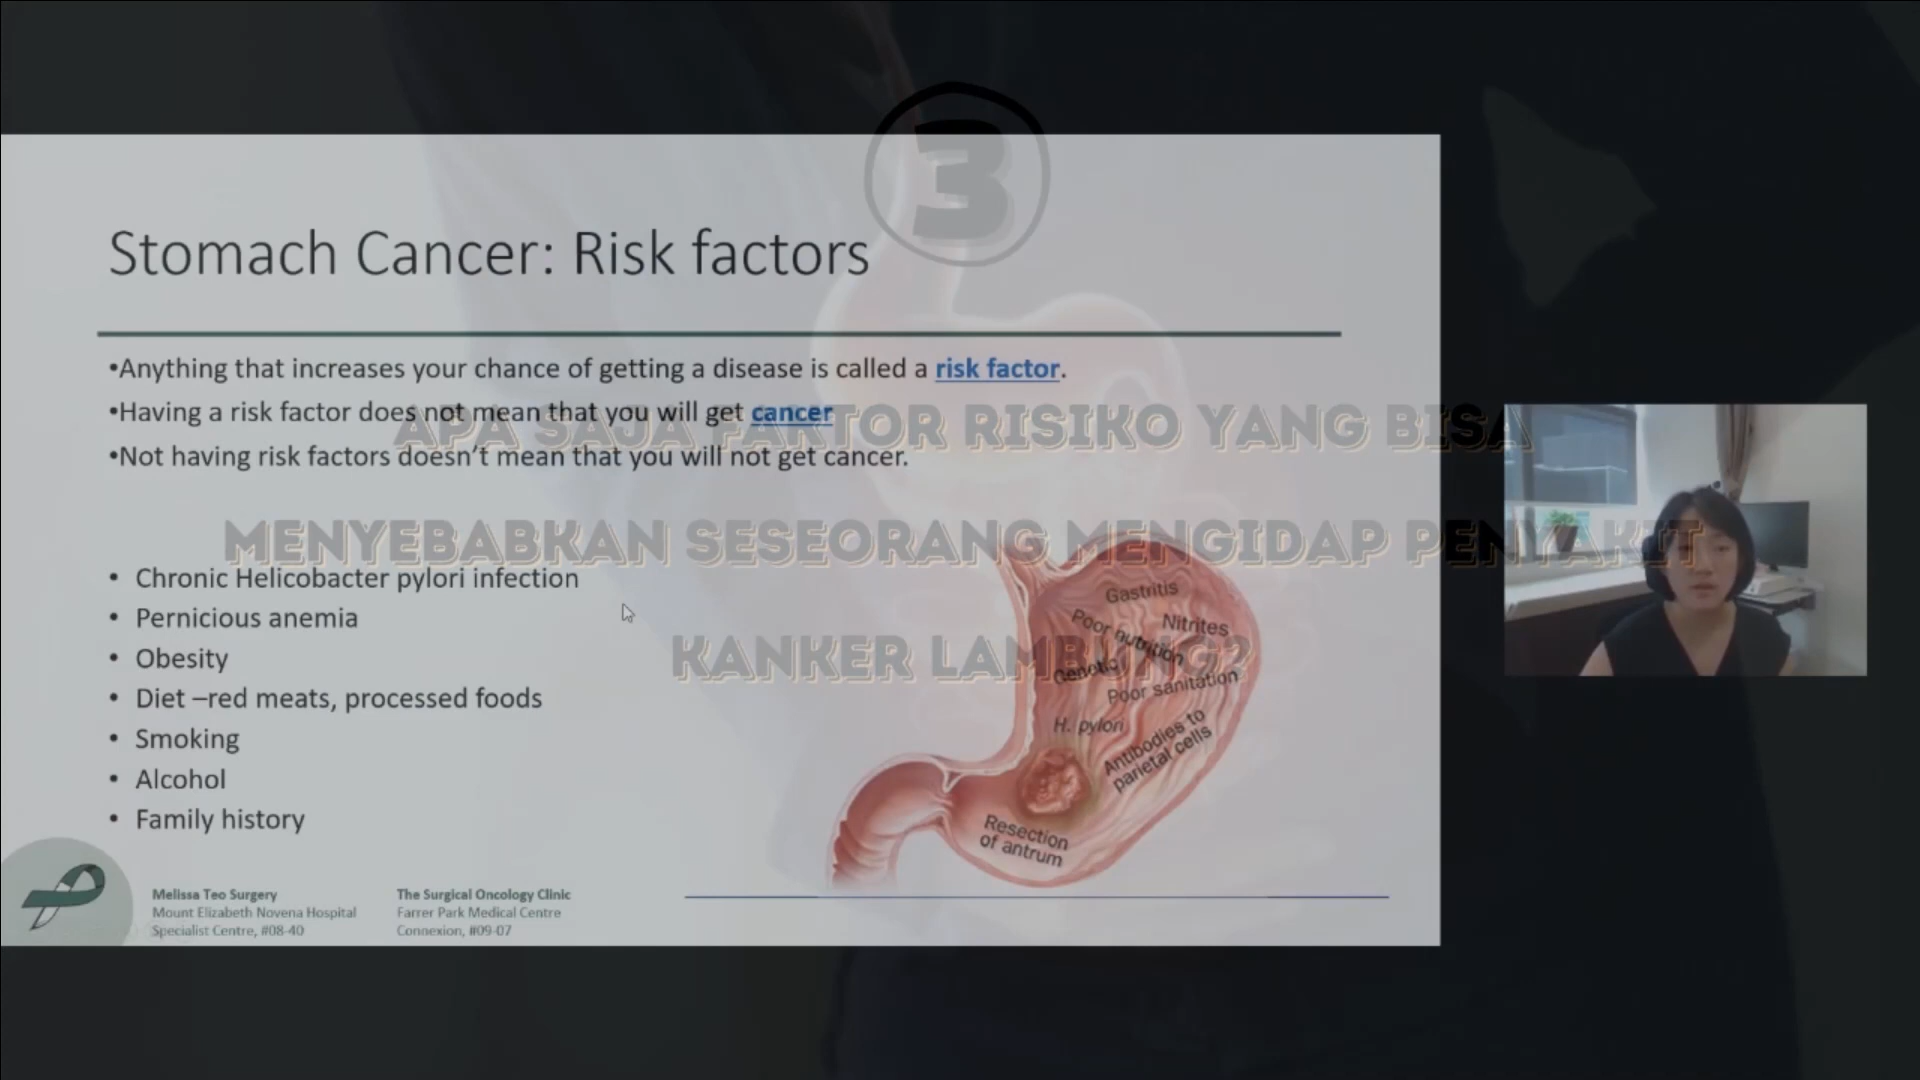 3
Stomach Cancer: Risk factors
•Anything that increases your chance of getting a disease is called a risk factor.
•Having a risk factor does not mean that you will get cancer
APA SAJA FAKTOR RISIKO YANG BISA
•Not having risk factors doesn't mean that you will not get cancer.
MENYEBABKAN SESEORANG MENGIDAP PENYAKIT
KANKER LAMBUNG?
• Chronic Helicobacter pylori infection
• Pernicious anemia
• Obesity
• Diet –red meats, processed foods
• Smoking
• Alcohol
• Family history
Gastritis
Nitrites
Poor nutrition
Genetic
Poor sanitation
H. pylori
Antibodies to
parietal cells
Resection
of antrum
Melissa Teo Surgery
Mount Elizabeth Novena Hospital
Specialist Centre, #08-40
The Surgical Oncology Clinic
Farrer Park Medical Centre
Connexion, #09-07